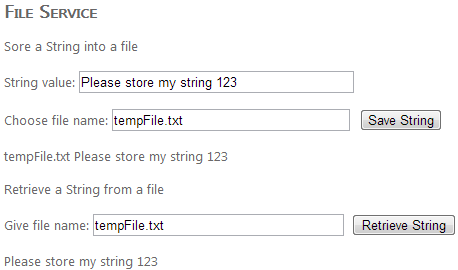 File Service
Sore a String into a file
String value: Please store my string 123
Choose file name: tempFile.txt Save String
tempFile.txt Please store my string 123
Retrieve a String from a file
Give file name: tempFile.txt Retrieve String
Please store my string 123